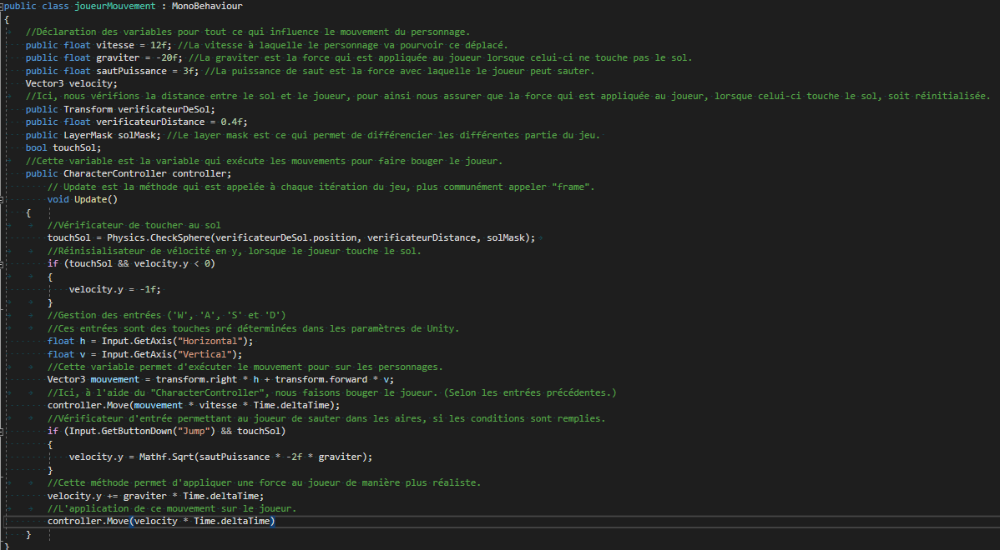 public class joueurMouvement : MonoBehaviour
{
//Déclaration des variables pour tout ce qui influence le mouvement du personnage.
public float vitesse = 12f; //La vitesse à laquelle le personnage va pourvoir ce déplacé.
public float graviter = -20f; //La graviter est la force qui est appliquée au joueur lorsque celui-ci ne touche pas le sol.
public float sautPuissance = 3f; //La puissance de saut est la force avec laquelle le joueur peut sauter.
Vector3 velocity;
//Ici, nous vérifions la distance entre le sol et le joueur, pour ainsi nous assurer que la force qui est appliquée au joueur, lorsque celui-ci touche le sol, soit réinitialisée.
public Transform verificateurDeSol;
public float verificateurDistance = 0.4f;
public LayerMask solMask; //Le layer mask est ce qui permet de différencier les différentes partie du jeu.
bool touchSol;
//Cette variable est la variable qui exécute les mouvements pour faire bouger le joueur.
public CharacterController controller;
// Update est la méthode qui est appelée à chaque itération du jeu, plus communément appeler "frame".
void Update()
{
//Vérificateur de toucher au sol
touchSol = Physics.CheckSphere(verificateurDeSol.position, verificateurDistance, solMask);
//Réinisialisateur de vélocité en y, lorsque le joueur touche le sol.
if (touchSol && velocity.y < 0)
{
velocity.y = -1f;
}
//Gestion des entrées ('W', 'A', 'S' et 'D')
//Ces entrées sont des touches pré déterminées dans les paramètres de Unity.
float h = Input.GetAxis("Horizontal");
float v = Input.GetAxis("Vertical");
//Cette variable permet d'exécuter le mouvement pour sur les personnages.
Vector3 mouvement = transform.right * h + transform.forward * v;
//Ici, à l'aide du "CharacterController", nous faisons bouger le joueur. (Selon les entrées précédentes.)
controller.Move(mouvement * vitesse * Time.deltaTime);
//Vérificateur d'entrée permettant au joueur de sauter dans les aires, si les conditions sont remplies.
if (Input.GetButtonDown("Jump") && touchSol)
{
velocity.y = Mathf.Sqrt(sautPuissance * -2f * graviter);
}
//Cette méthode permet d'appliquer une force au joueur de manière plus réaliste.
velocity.y += graviter * Time.deltaTime;
//L'application de ce mouvement sur le joueur.
controller.Move(velocity * Time.deltaTime)
}
}